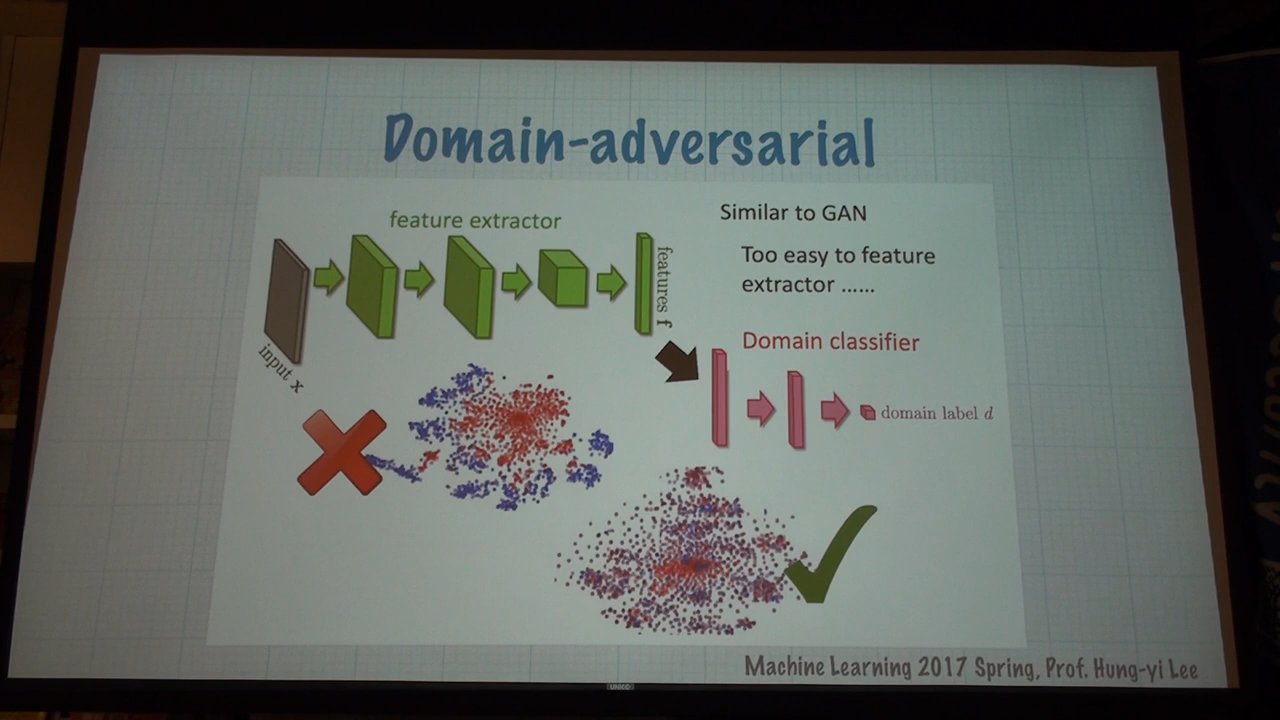 Domain-adversarial
feature extractor
Similar to GAN
Too easy to feature
extractor ……
features f
input x
Domain classifier
domain label d
Machine Learning 2017 Spring, Prof. Hung-yi Lee